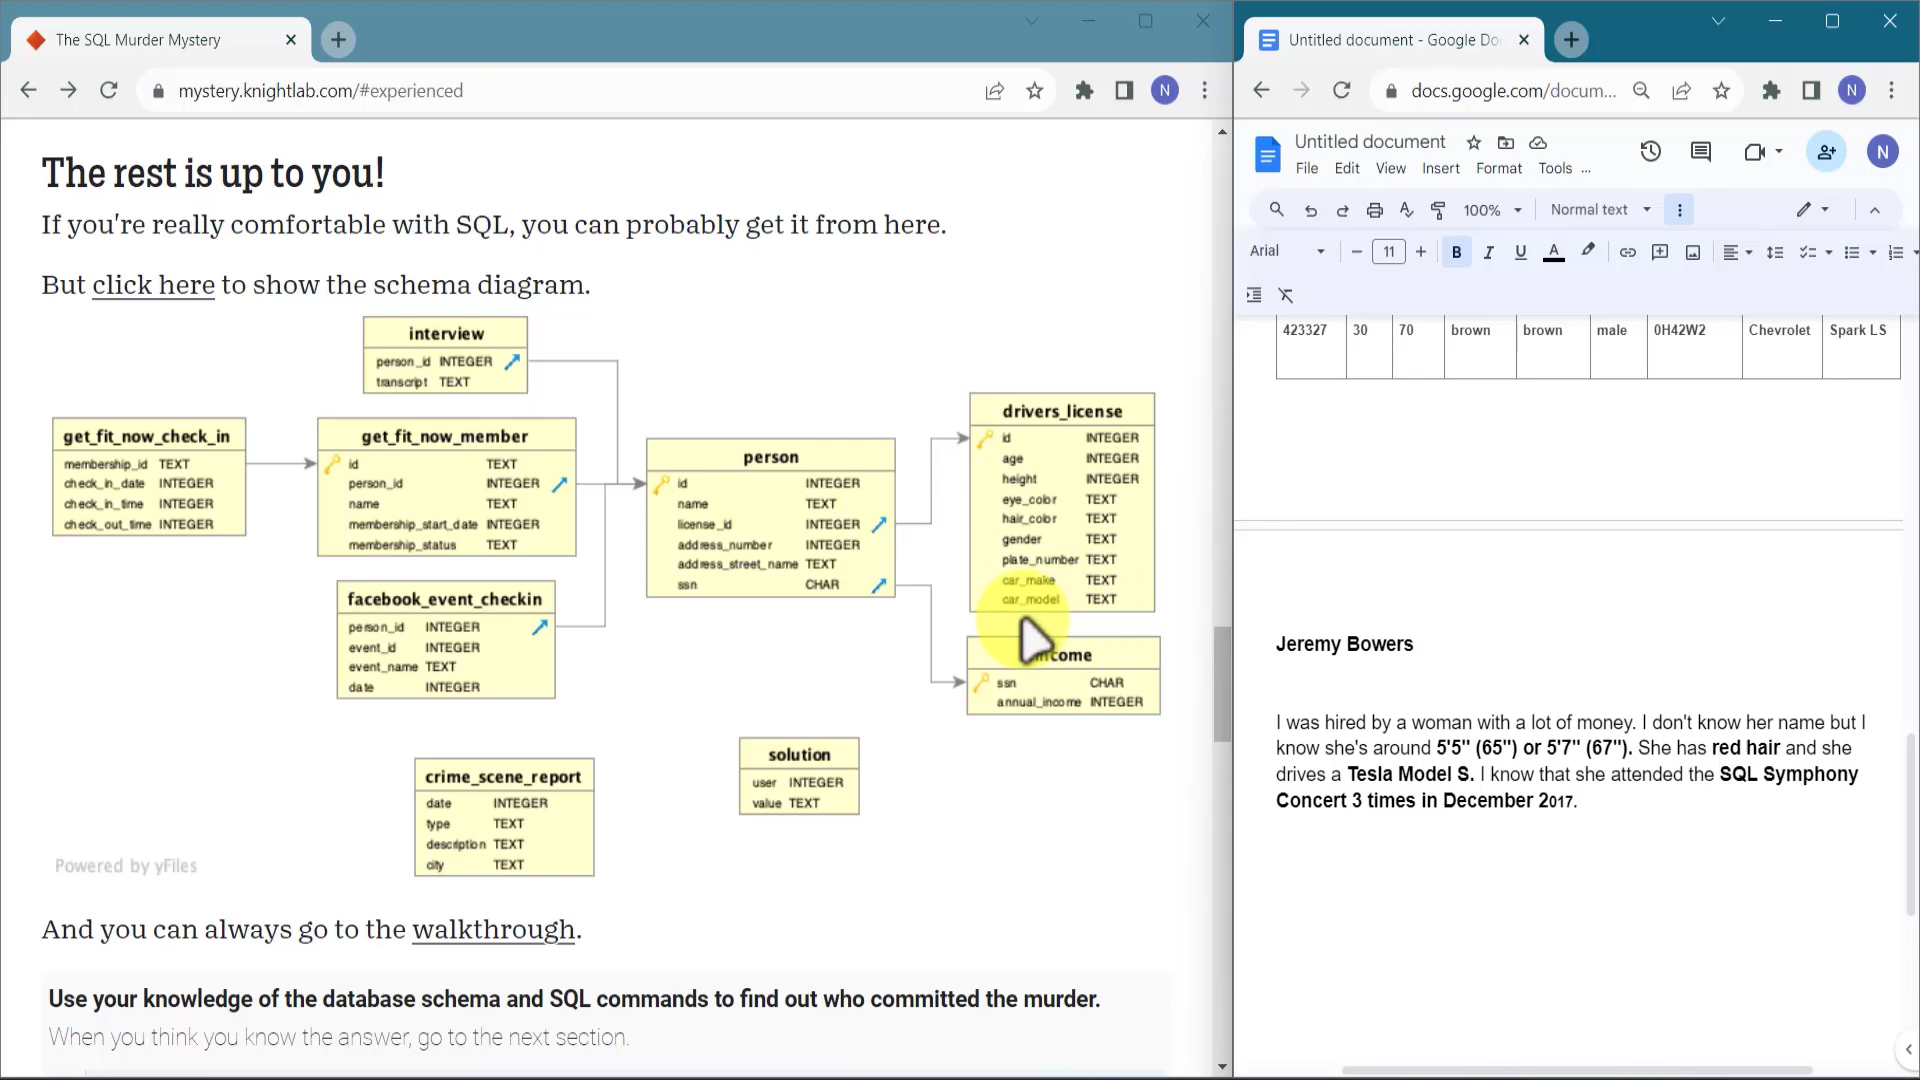 The SQL Murder Mystery
mystery.knightlab.com/#experienced
N
The rest is up to you!
If you're really comfortable with SQL, you can probably get it from here.
But click here to show the schema diagram.
interview
person_id INTEGER
transcript TEXT
get_fit_now_check_in
membership_id TEXT
check_in_date INTEGER
check_in_time INTEGER
check_out_time INTEGER
get_fit_now_member
id TEXT
person_id INTEGER
name TEXT
membership_start_date INTEGER
membership_status TEXT
facebook_event_checkin
person_id INTEGER
event_id INTEGER
event_name TEXT
date INTEGER
person
id INTEGER
name TEXT
license_id INTEGER
address_number INTEGER
address_street_name TEXT
ssn CHAR
drivers_license
id INTEGER
age INTEGER
height INTEGER
eye_color TEXT
hair_color TEXT
gender TEXT
plate_number TEXT
car_make TEXT
car_model TEXT
income
ssn CHAR
annual_income INTEGER
crime_scene_report
date INTEGER
type TEXT
description TEXT
city TEXT
solution
user INTEGER
value TEXT
Powered by yFiles
And you can always go to the walkthrough.
Use your knowledge of the database schema and SQL commands to find out who committed the murder.
When you think you know the answer, go to the next section.
Untitled document - Google Do
docs.google.com/docum...
N
Untitled document
N
File Edit View Insert Format Tools ...
100% Normal text
Arial 11 B I U A
423327 30 70 brown brown male 0H42W2 Chevrolet Spark LS
Jeremy Bowers
I was hired by a woman with a lot of money. I don't know her name but I
know she's around 5'5" (65") or 5'7" (67"). She has red hair and she
drives a Tesla Model S. I know that she attended the SQL Symphony
Concert 3 times in December 2017.